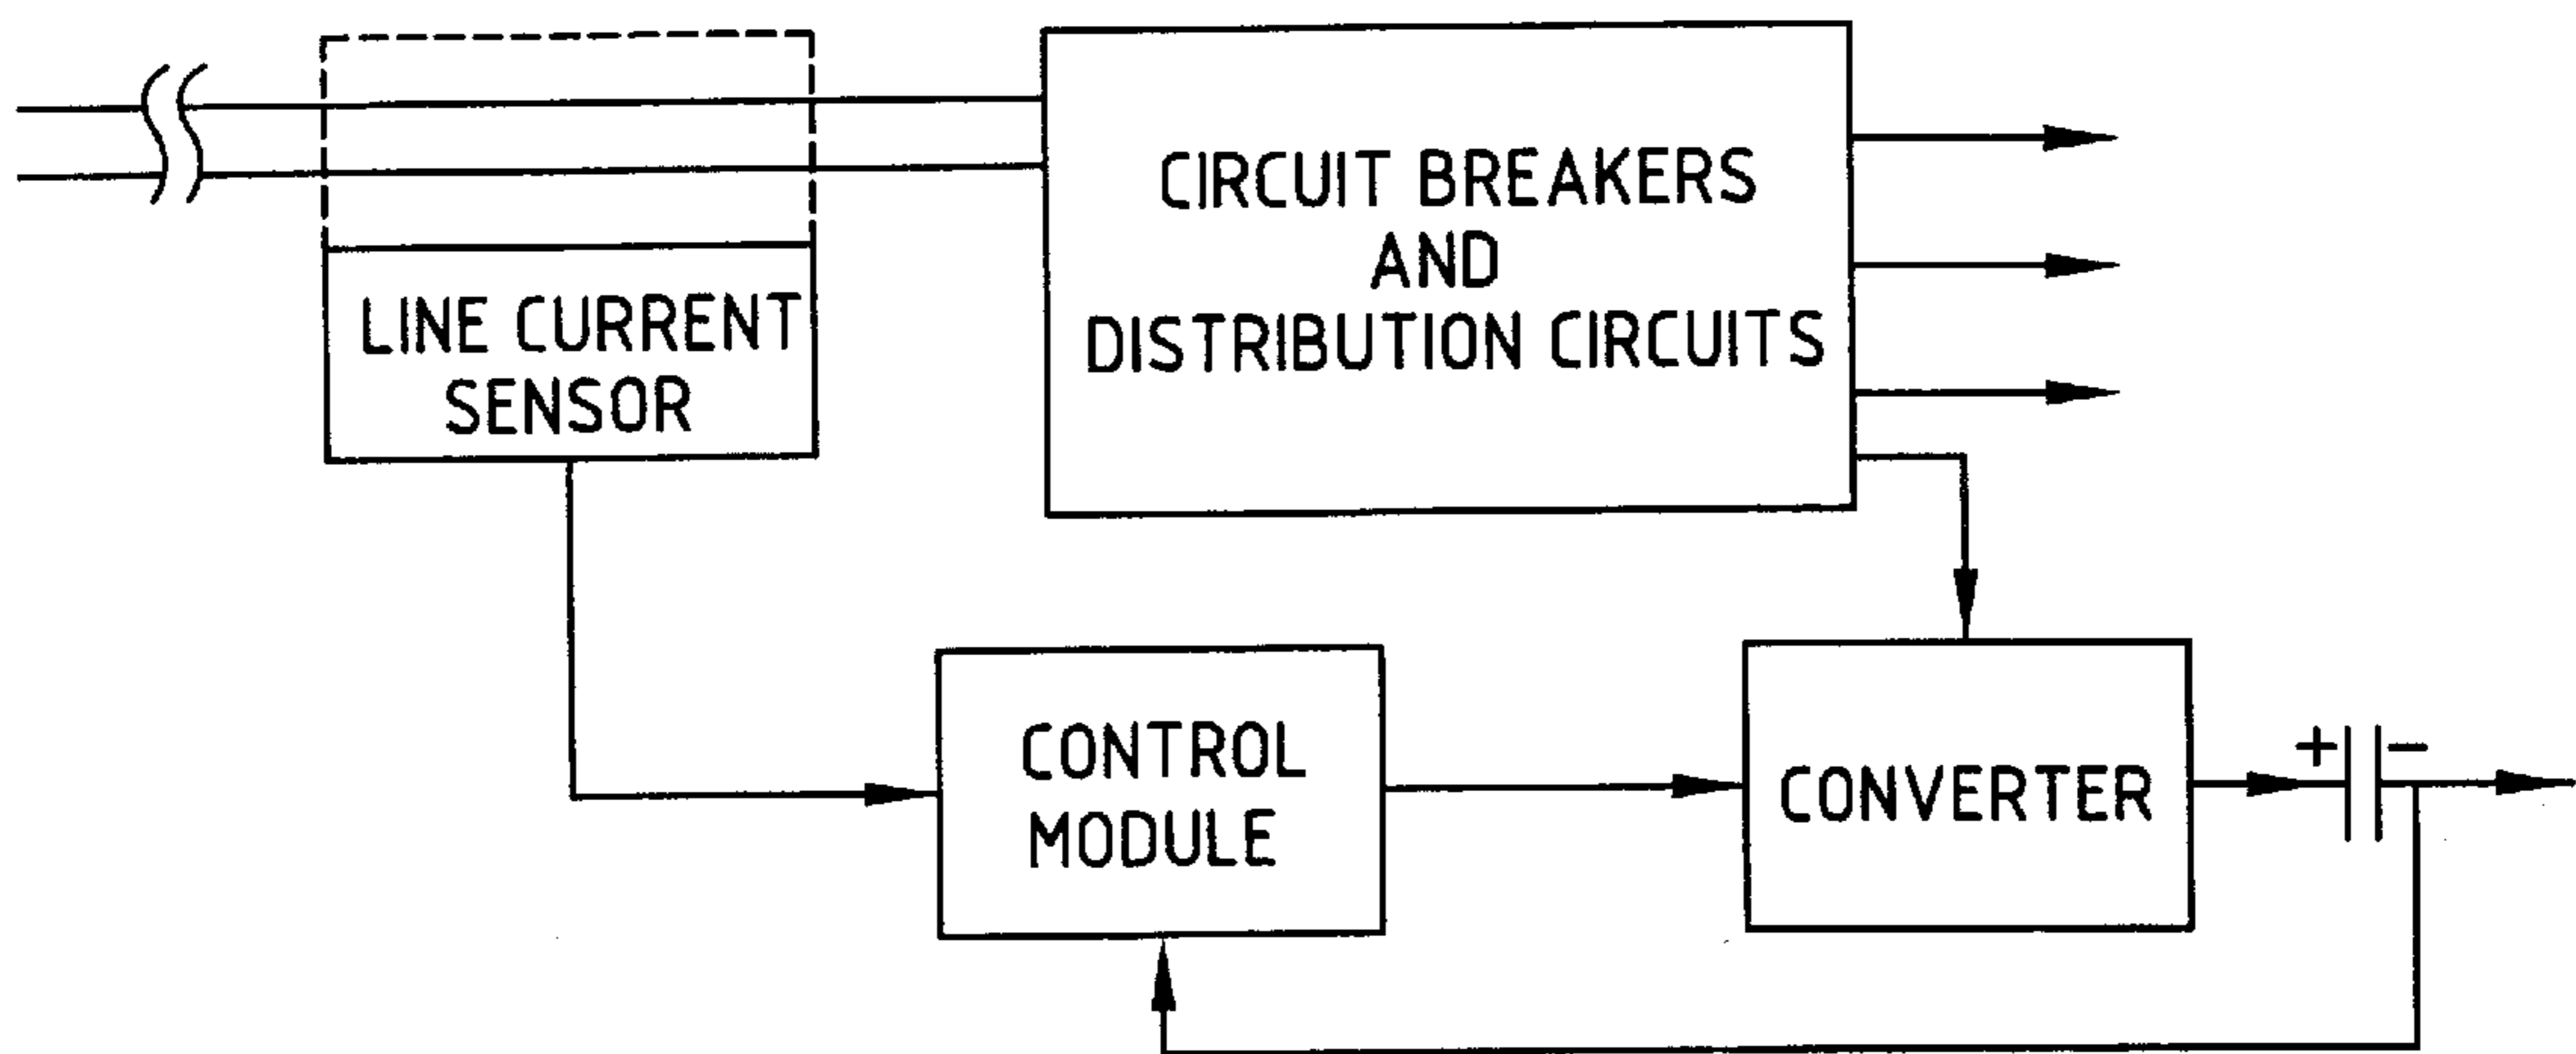 CIRCUIT BREAKERS
AND
DISTRIBUTION CIRCUITS
LINE CURRENT
SENSOR
CONTROL
MODULE
CONVERTER
+ −